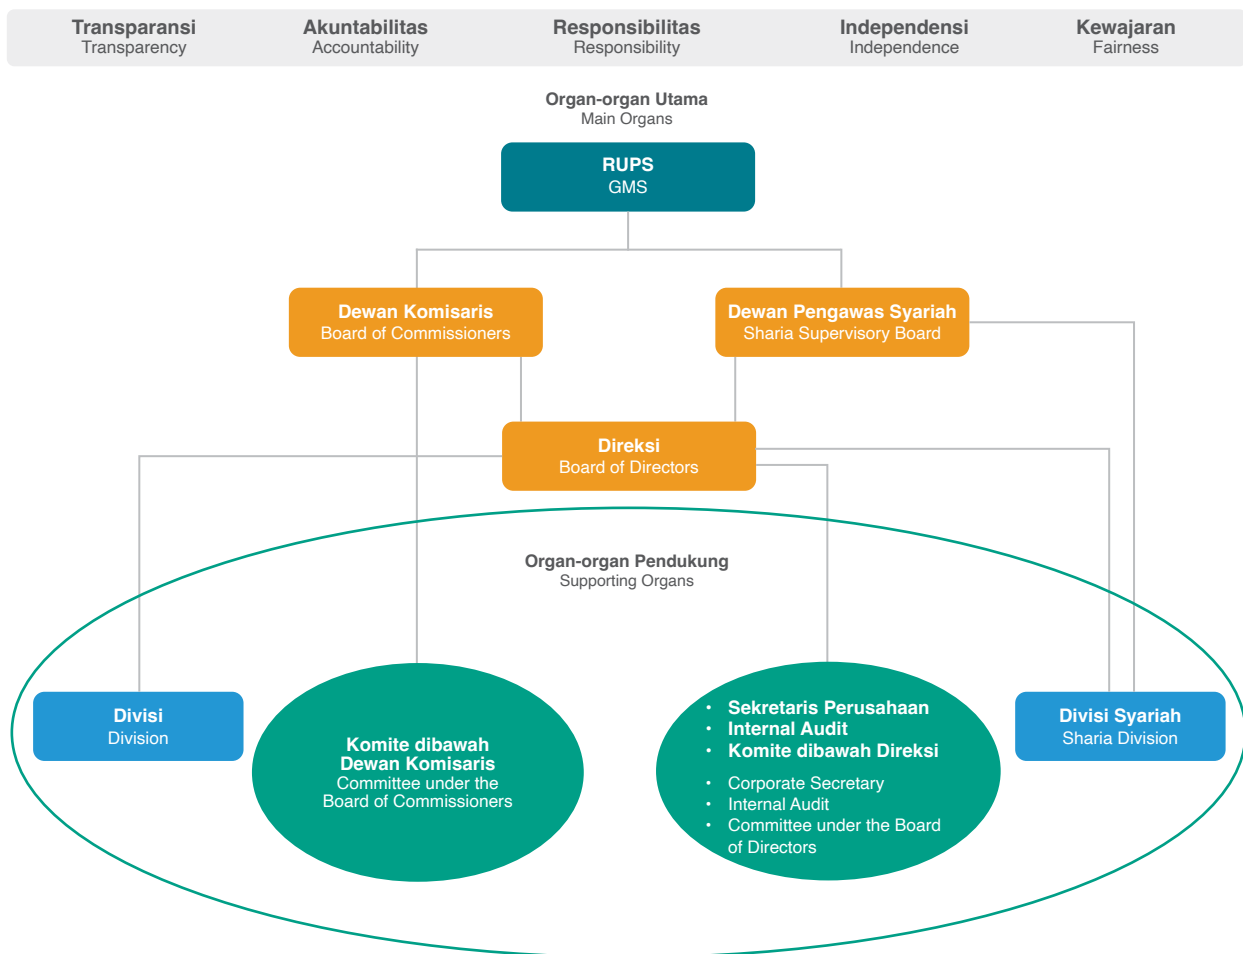 Transparansi
Transparency
Akuntabilitas
Accountability
Responsibilitas
Responsibility
Independensi
Independence
Kewajaran
Fairness
Organ-organ Utama
Main Organs
RUPS
GMS
Dewan Komisaris
Board of Commissioners
Dewan Pengawas Syariah
Sharia Supervisory Board
Direksi
Board of Directors
Organ-organ Pendukung
Supporting Organs
Divisi
Division
Komite dibawah
Dewan Komisaris
Committee under the
Board of Commissioners
• Sekretaris Perusahaan
• Internal Audit
• Komite dibawah Direksi
• Corporate Secretary
• Internal Audit
• Committee under the Board
of Directors
Divisi Syariah
Sharia Division